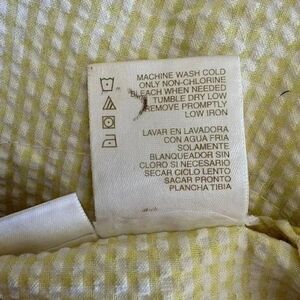 MACHINE WASH COLD
ONLY NON-CHLORINE
BLEACH WHEN NEEDED
TUMBLE DRY LOW
REMOVE PROMPTLY
LOW IRON
LAVAR EN LAVADORA
CON AGUA FRIA
SOLAMENTE
BLANQUEADOR SIN
CLORO SI NECESARIO
SECAR CICLO LENTO
SACAR PRONTO
PLANCHA TIBIA